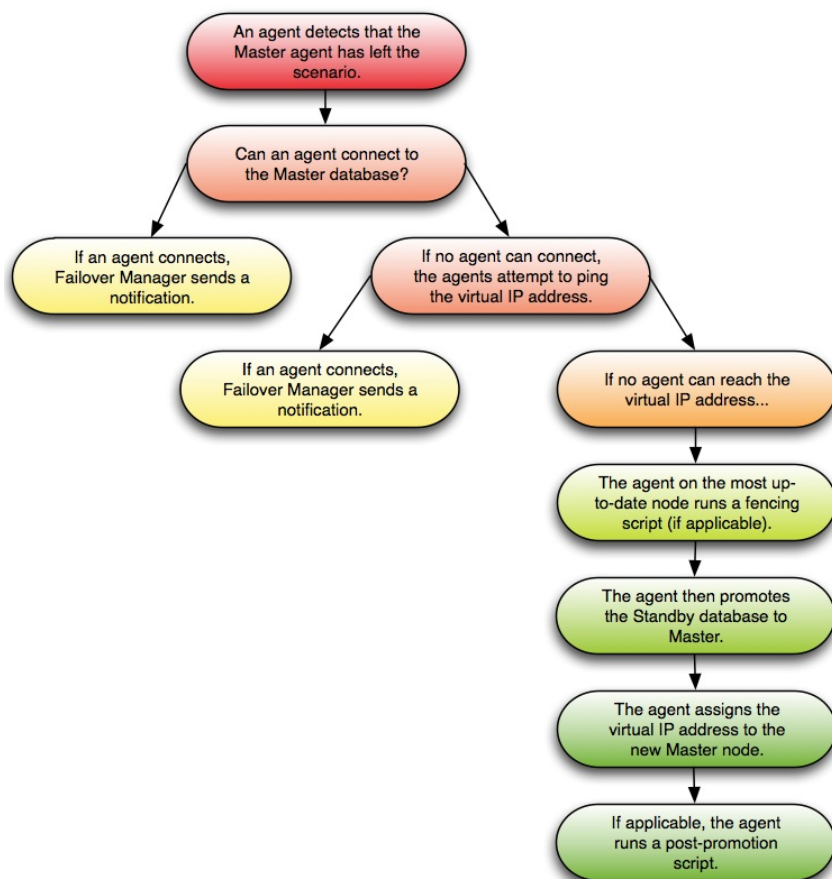 An agent detects that the
Master agent has left the
scenario.
Can an agent connect to
the Master database?
If an agent connects,
Failover Manager sends a
notification.
If no agent can connect,
the agents attempt to ping
the virtual IP address.
If an agent connects,
Failover Manager sends a
notification.
If no agent can reach the
virtual IP address...
The agent on the most up-
to-date node runs a fencing
script (if applicable).
The agent then promotes
the Standby database to
Master.
The agent assigns the
virtual IP address to the
new Master node.
If applicable, the agent
runs a post-promotion
script.